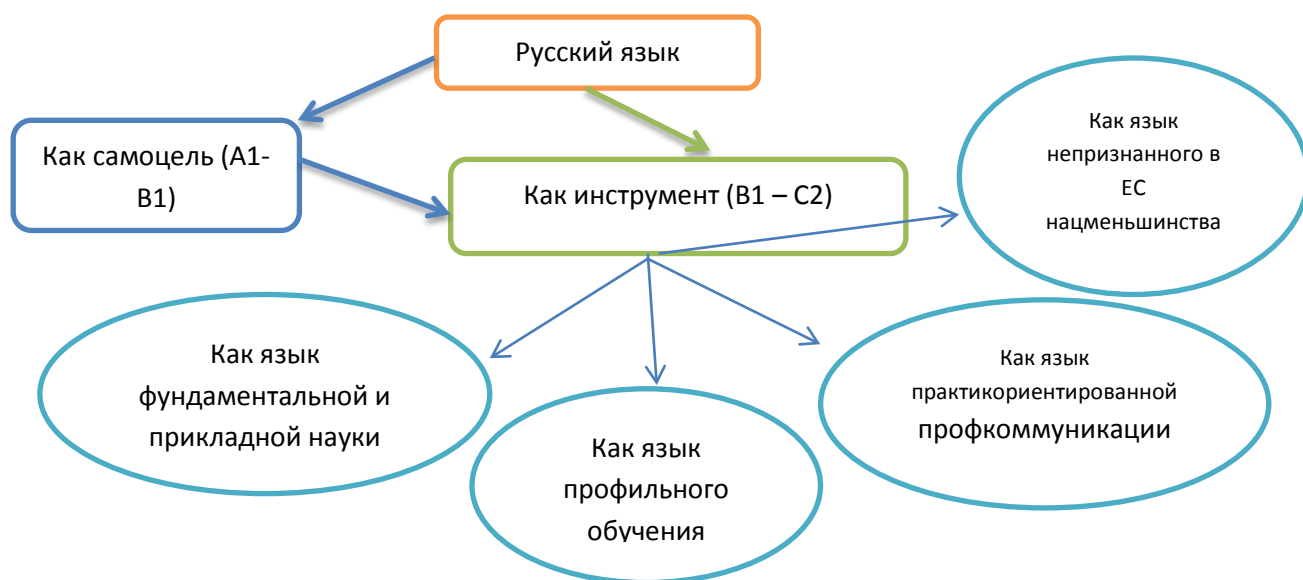 Русский язык
Как самоцель (А1-
В1)
Как инструмент (В1 – С2)
Как язык
непризнанного в
ЕС
нацменьшинства
Как язык
фундаментальной и
прикладной науки
Как язык
профильного
обучения
Как язык
практикориентированной
профкоммуникации